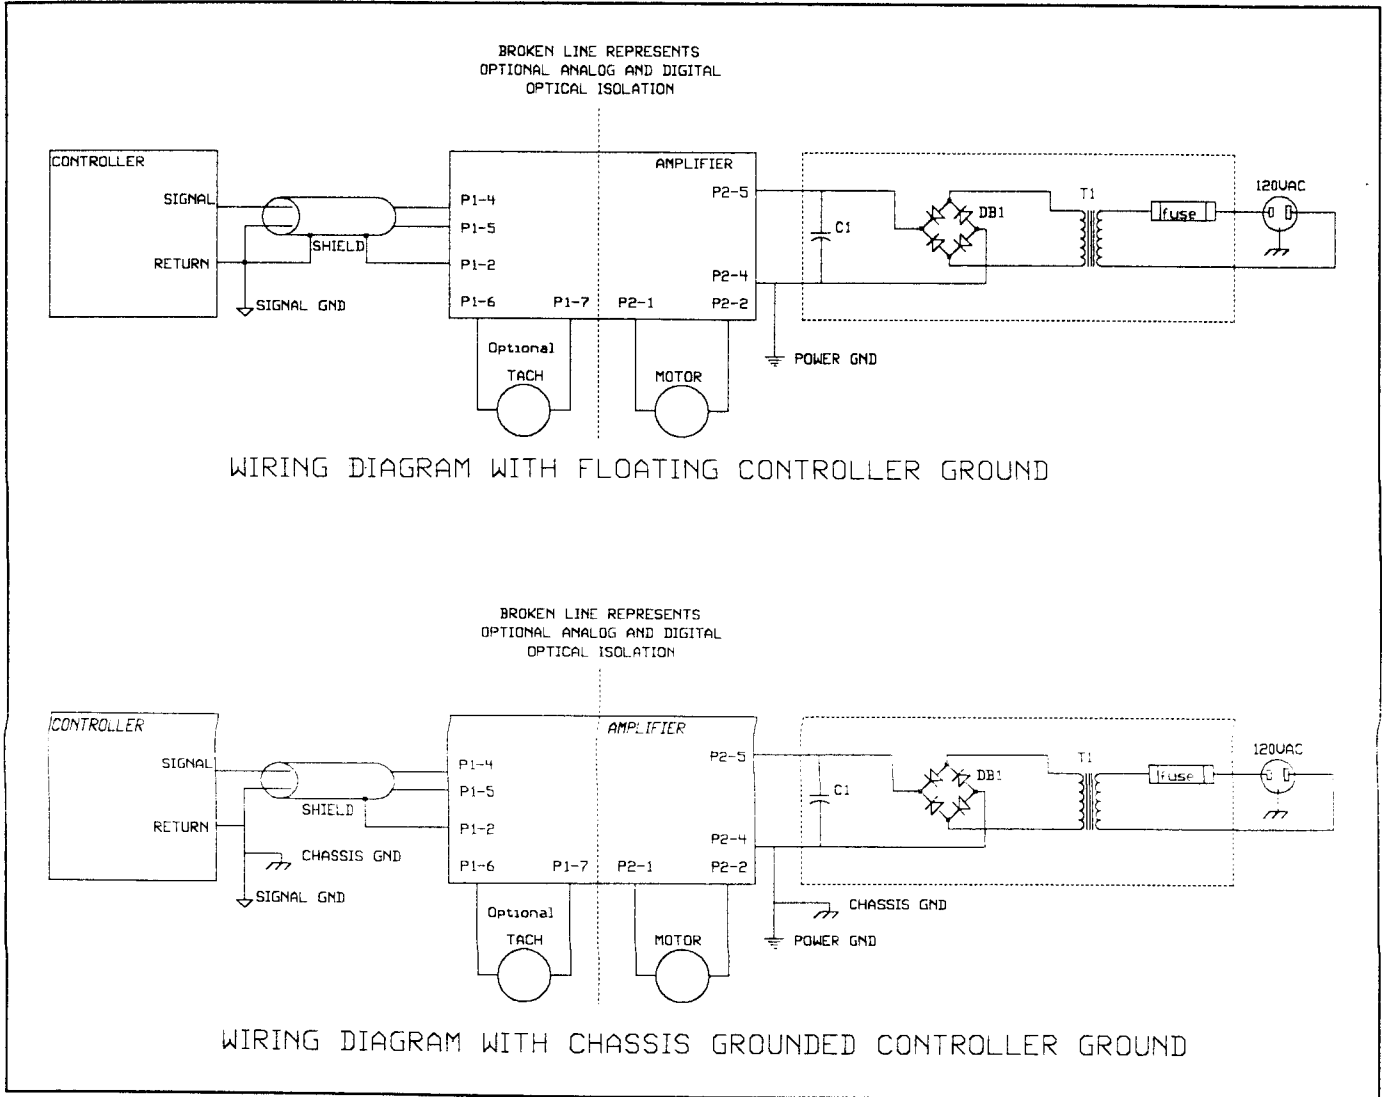 BROKEN LINE REPRESENTS
OPTIONAL ANALOG AND DIGITAL
OPTICAL ISOLATION
CONTROLLER
SIGNAL
RETURN
SHIELD
SIGNAL GND
P1-4
P1-5
P1-2
P1-6
P1-7
P2-1
P2-2
AMPLIFIER
P2-5
P2-4
Optional
TACH
MOTOR
POWER GND
C1
DB1
T1
fuse
120VAC
WIRING DIAGRAM WITH FLOATING CONTROLLER GROUND
BROKEN LINE REPRESENTS
OPTIONAL ANALOG AND DIGITAL
OPTICAL ISOLATION
CONTROLLER
SIGNAL
RETURN
SHIELD
CHASSIS GND
SIGNAL GND
P1-4
P1-5
P1-2
P1-6
P1-7
P2-1
P2-2
AMPLIFIER
P2-5
P2-4
Optional
TACH
MOTOR
CHASSIS GND
POWER GND
C1
DB1
T1
fuse
120VAC
WIRING DIAGRAM WITH CHASSIS GROUNDED CONTROLLER GROUND